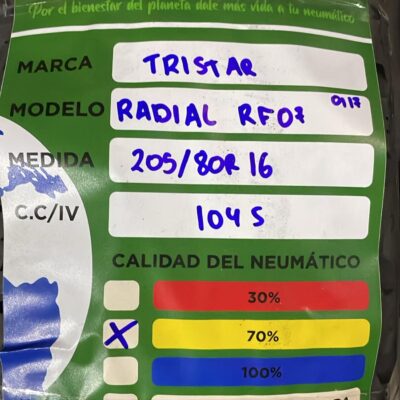 Por el bienestar del planeta dale más vida a tu neumático
MARCA TRISTAR
MODELO RADIAL RF07 0117
MEDIDA 205/80R16
C.C/IV 104S
CALIDAD DEL NEUMÁTICO
30%
X 70%
100%